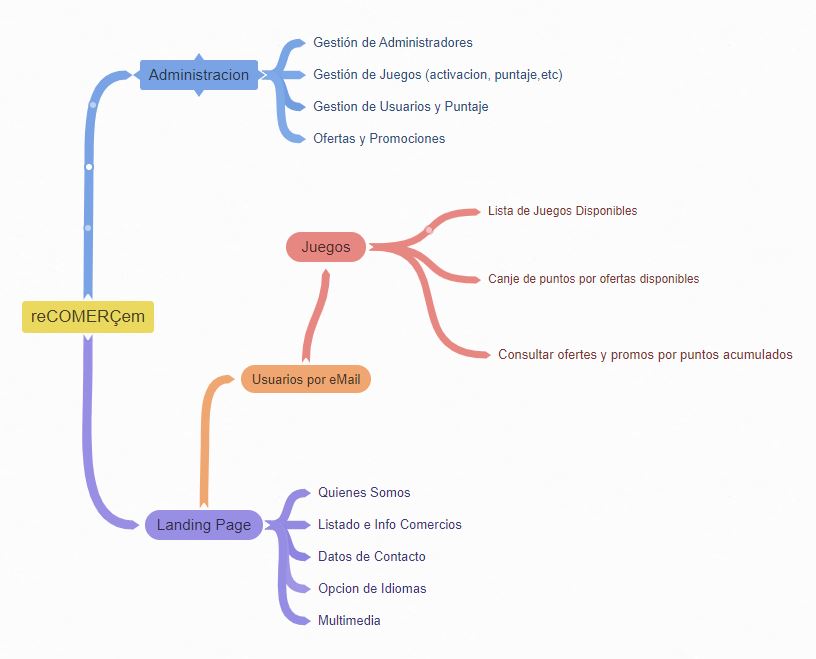 Gestión de Administradores
Administracion
Gestión de Juegos (activacion, puntaje,etc)
Gestion de Usuarios y Puntaje
Ofertas y Promociones
Lista de Juegos Disponibles
Juegos
Canje de puntos por ofertas disponibles
reCOMERÇem
Consultar ofertes y promos por puntos acumulados
Usuarios por eMail
Quienes Somos
Landing Page
Listado e Info Comercios
Datos de Contacto
Opcion de Idiomas
Multimedia